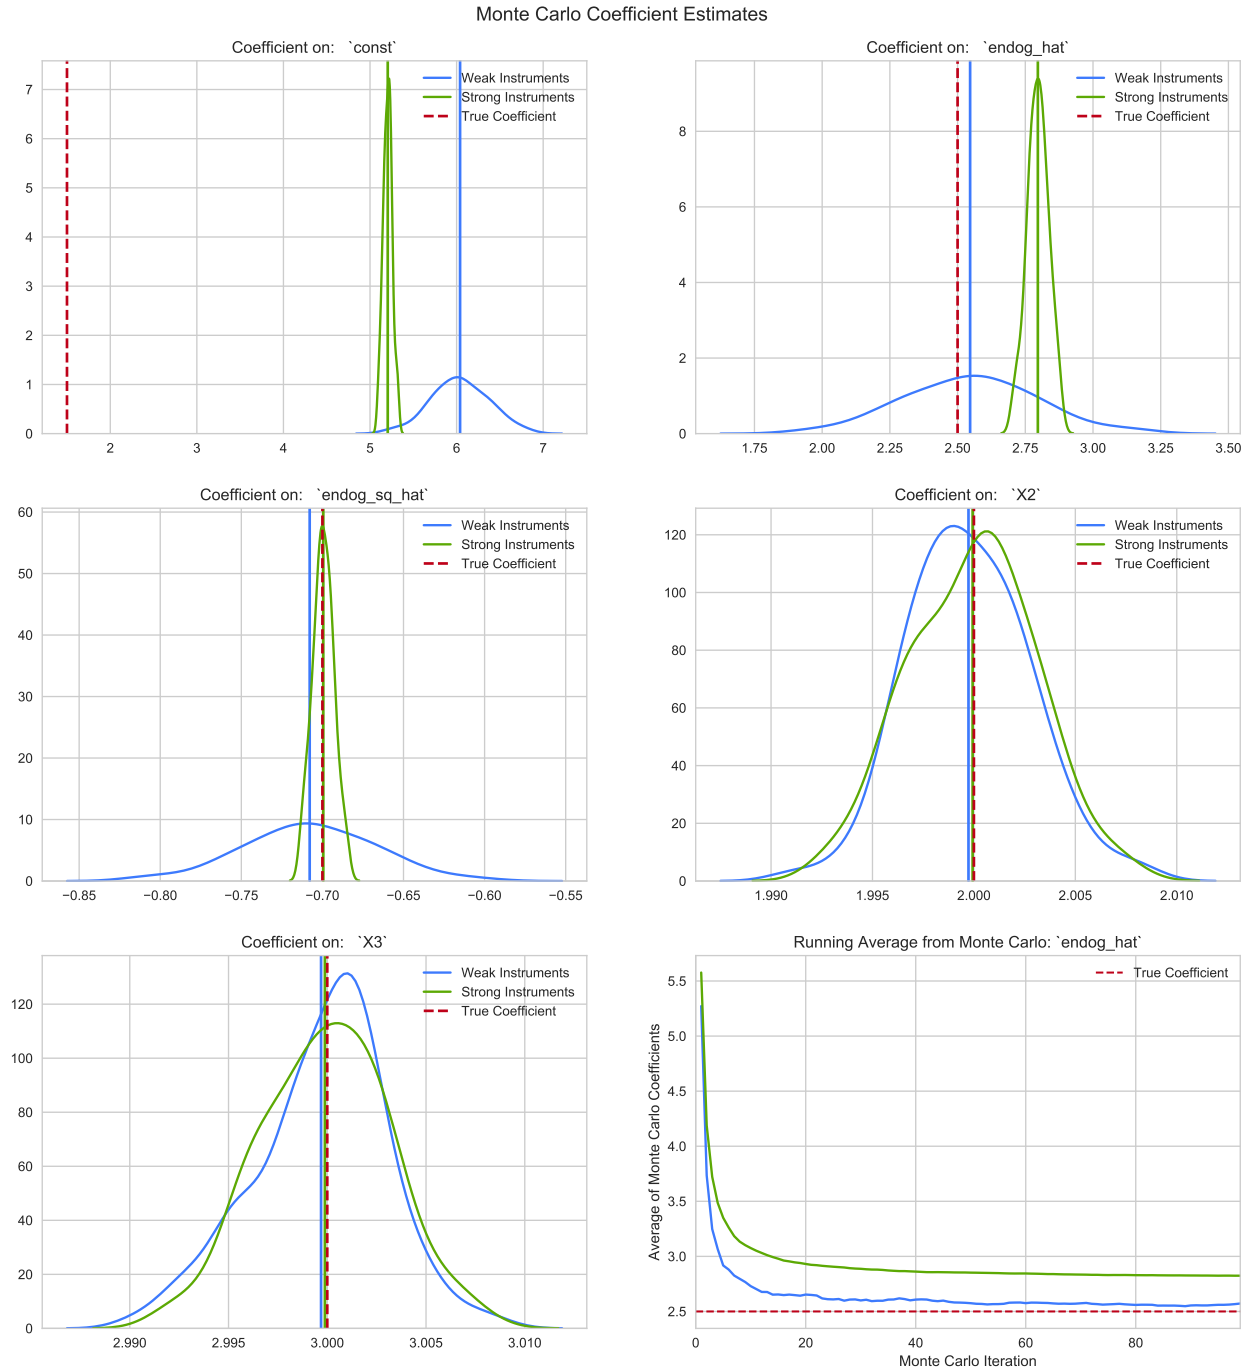 Monte Carlo Coefficient Estimates
Coefficient on: `const`
Weak Instruments
Strong Instruments
True Coefficient
7
6
5
4
3
2
1
0
2 3 4 5 6 7
Coefficient on: `endog_hat`
Weak Instruments
Strong Instruments
True Coefficient
8
6
4
2
0
1.75 2.00 2.25 2.50 2.75 3.00 3.25 3.50
Coefficient on: `endog_sq_hat`
Weak Instruments
Strong Instruments
True Coefficient
60
50
40
30
20
10
0
−0.85 −0.80 −0.75 −0.70 −0.65 −0.60 −0.55
Coefficient on: `X2`
Weak Instruments
Strong Instruments
True Coefficient
120
100
80
60
40
20
0
1.990 1.995 2.000 2.005 2.010
Coefficient on: `X3`
Weak Instruments
Strong Instruments
True Coefficient
120
100
80
60
40
20
0
2.990 2.995 3.000 3.005 3.010
Running Average from Monte Carlo: `endog_hat`
True Coefficient
Average of Monte Carlo Coefficients
5.5
5.0
4.5
4.0
3.5
3.0
2.5
0 20 40 60 80
Monte Carlo Iteration